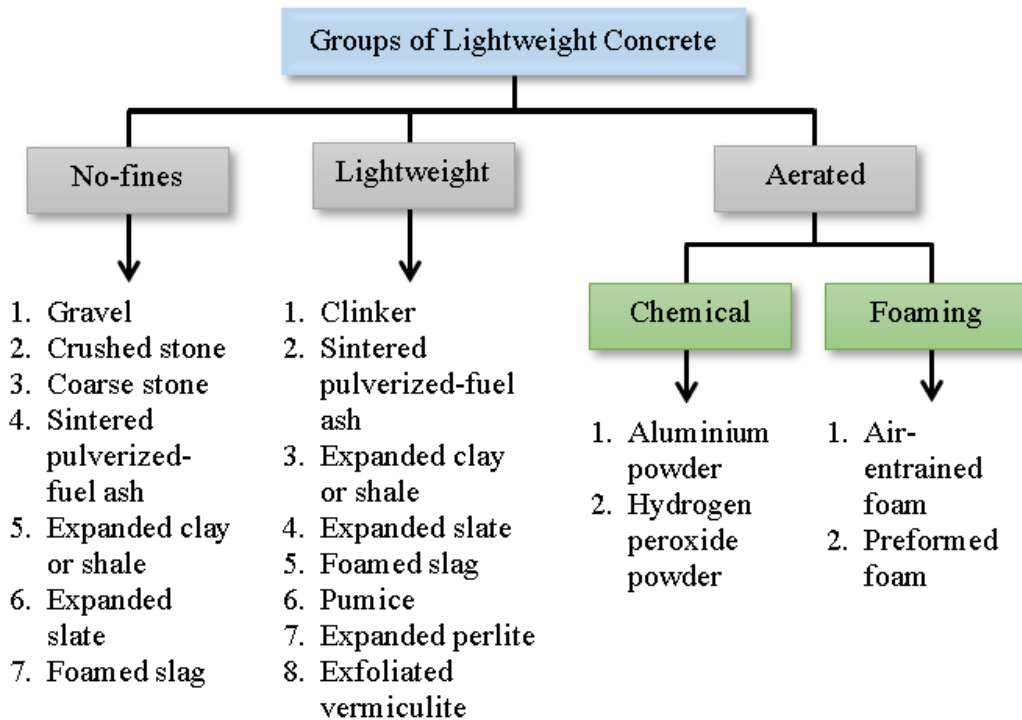 Groups of Lightweight Concrete
No-fines
Lightweight
Aerated
1. Gravel
2. Crushed stone
3. Coarse stone
4. Sintered
pulverized-
fuel ash
5. Expanded clay
or shale
6. Expanded
slate
7. Foamed slag
1. Clinker
2. Sintered
pulverized-fuel
ash
3. Expanded clay
or shale
4. Expanded slate
5. Foamed slag
6. Pumice
7. Expanded perlite
8. Exfoliated
vermiculite
Chemical
Foaming
1. Aluminium
powder
2. Hydrogen
peroxide
powder
1. Air-
entrained
foam
2. Preformed
foam